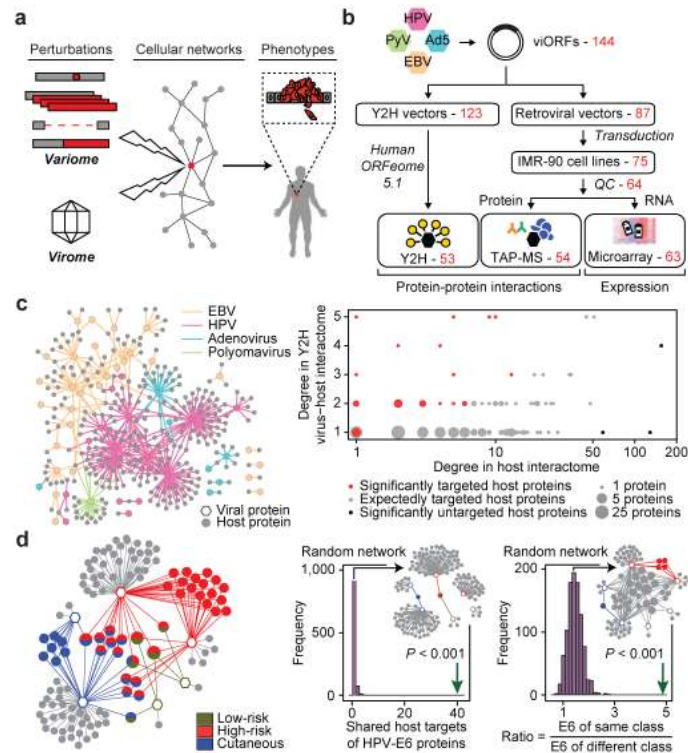 a
Perturbations
Cellular networks
Phenotypes
Variome
Virome
b
HPV
PyV
Ad5
EBV
viORFs - 144
Y2H vectors - 123
Retroviral vectors - 87
Transduction
Human
ORFeome
5.1
IMR-90 cell lines - 75
QC - 64
Protein
RNA
Y2H - 53
TAP-MS - 54
Microarray - 63
Protein-protein interactions
Expression
c
EBV
HPV
Adenovirus
Polyomavirus
Viral protein
Host protein
Degree in Y2H
virus-host interactome
5
4
3
2
1
1
10
50
100
200
Degree in host interactome
Significantly targeted host proteins
Expectedly targeted host proteins
Significantly untargeted host proteins
1 protein
5 proteins
25 proteins
d
Low-risk
High-risk
Cutaneous
Random network
1,000
500
0
Frequency
P < 0.001
0
20
40
Shared host targets
of HPV-E6 proteins
Random network
200
100
0
Frequency
P < 0.001
1
3
5
Ratio =
E6 of same class
E6 of different class